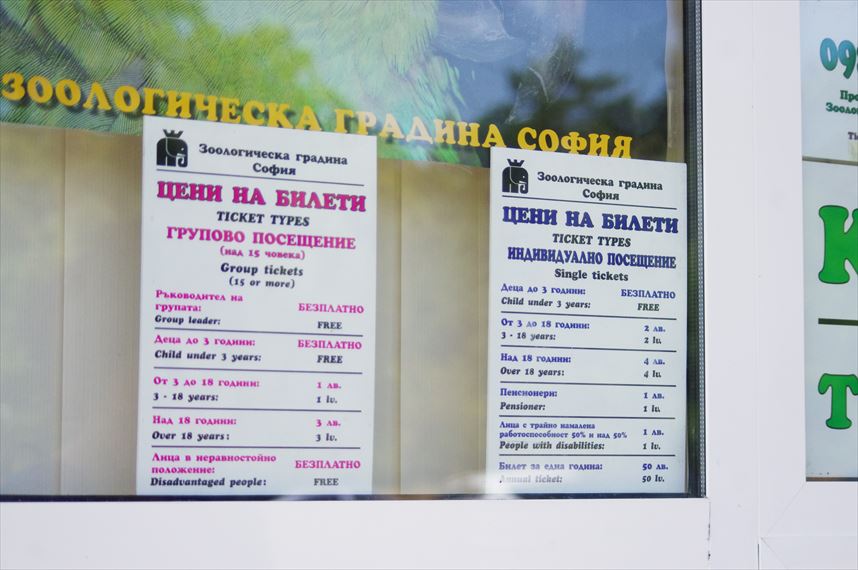 ЗООЛОГИЧЕСКА ГРАДИНА СОФИЯ
Зоологическа градина
София
ЦЕНИ НА БИЛЕТИ
TICKET TYPES
ГРУПОВО ПОСЕЩЕНИЕ
(над 15 човека)
Group tickets
(15 or more)
Ръководител на
групата: БЕЗПЛАТНО
Group leader: FREE
Деца до 3 години: БЕЗПЛАТНО
Child under 3 years: FREE
От 3 до 18 години: 1 лв.
3 - 18 years: 1 lv.
Над 18 години: 3 лв.
Over 18 years: 3 lv.
Лица в неравностойно
положение: БЕЗПЛАТНО
Disadvantaged people: FREE
Зоологическа градина
София
ЦЕНИ НА БИЛЕТИ
TICKET TYPES
ИНДИВИДУАЛНО ПОСЕЩЕНИЕ
Single tickets
Деца до 3 години: БЕЗПЛАТНО
Child under 3 years: FREE
От 3 до 18 години: 2 лв.
3 - 18 years: 2 lv.
Над 18 години: 4 лв.
Over 18 years: 4 lv.
Пенсионери: 1 лв.
Pensioner: 1 lv.
Лица с трайно намалена
работоспособност 50% и над 50% 1 лв.
People with disabilities: 1 lv.
Билет за една година: 50 лв.
Annual ticket: 50 lv.
К
Т